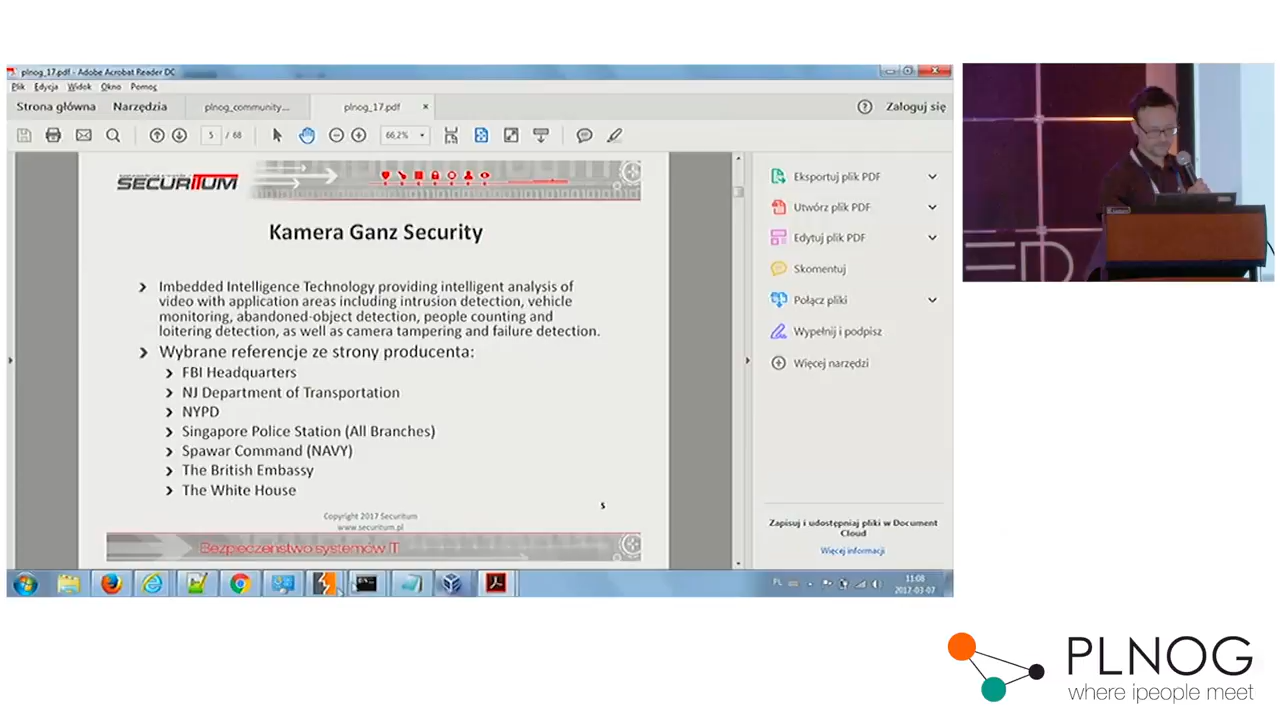 plnog_17.pdf - Adobe Acrobat Reader DC
Plik Edycja Widok Okno Pomoc
Strona główna Narzędzia plnog_community... plnog_17.pdf × Zaloguj się
5 / 68 66,2%
SECURITUM
Kamera Ganz Security
Imbedded Intelligence Technology providing intelligent analysis of
video with application areas including intrusion detection, vehicle
monitoring, abandoned-object detection, people counting and
loitering detection, as well as camera tampering and failure detection.
Wybrane referencje ze strony producenta:
FBI Headquarters
NJ Department of Transportation
NYPD
Singapore Police Station (All Branches)
Spawar Command (NAVY)
The British Embassy
The White House
5
Copyright 2017 Securitum
www.securitum.pl
Bezpieczeństwo systemów IT
Eksportuj plik PDF
Utwórz plik PDF
Edytuj plik PDF
Skomentuj
Połącz pliki
Wypełnij i podpisz
Więcej narzędzi
Zapisuj i udostępniaj pliki w Document
Cloud
Więcej informacji
PL
11:08
2017-03-07
ED
PLNOG
where ipeople meet